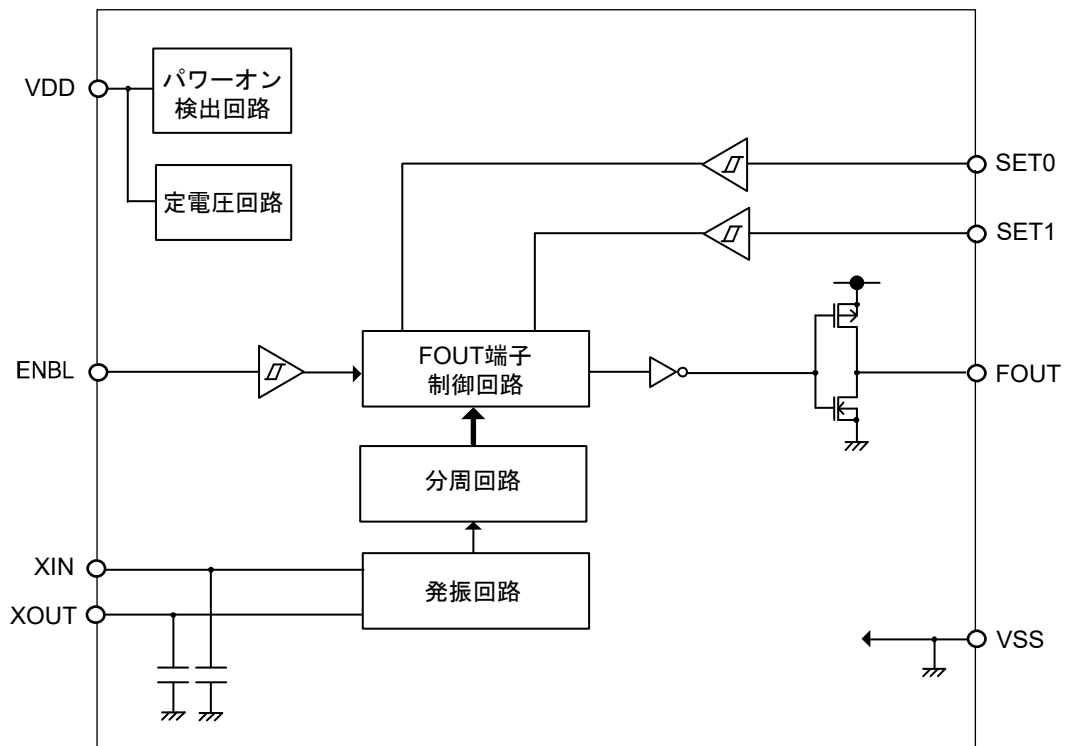 パワーオン
検出回路
VDD
定電圧回路
SET0
SET1
ENBL
FOUT端子
制御回路
FOUT
分周回路
XIN
発振回路
XOUT
VSS